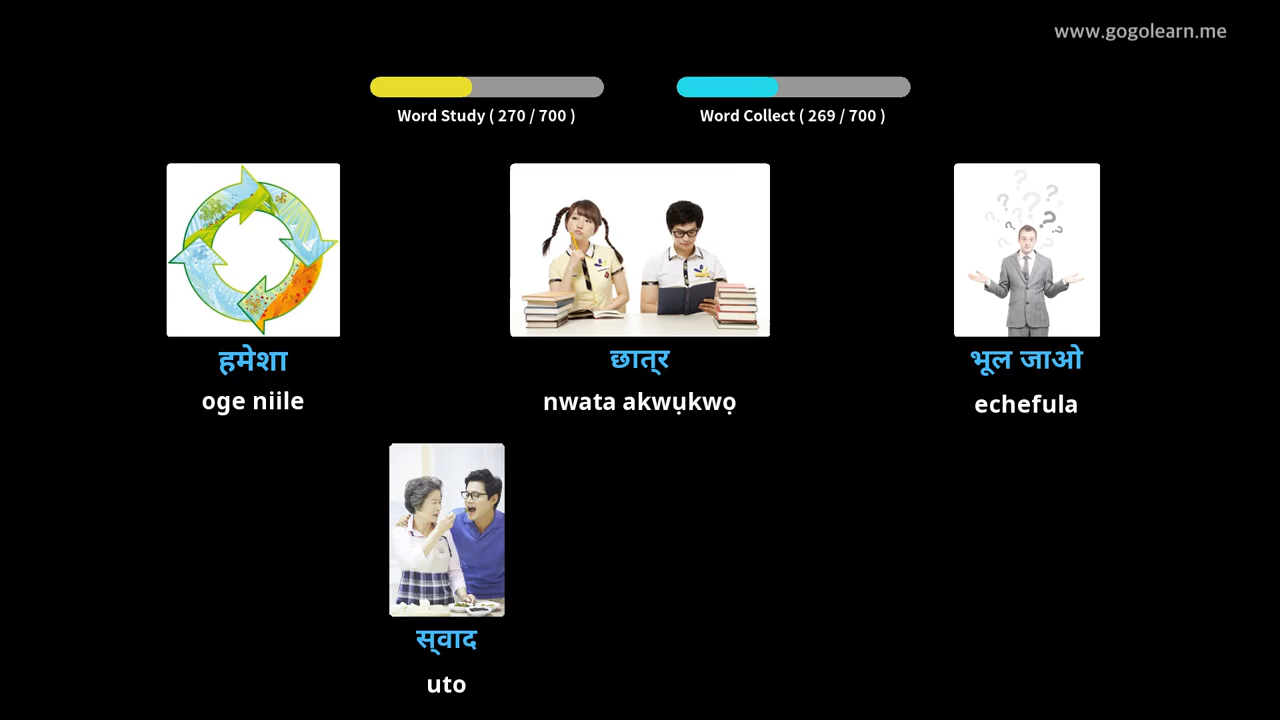 www.gogolearn.me
Word Study ( 270 / 700 )
Word Collect ( 269 / 700 )
हमेशा
oge niile
छात्र
nwata akwụkwọ
भूल जाओ
echefula
स्वाद
uto